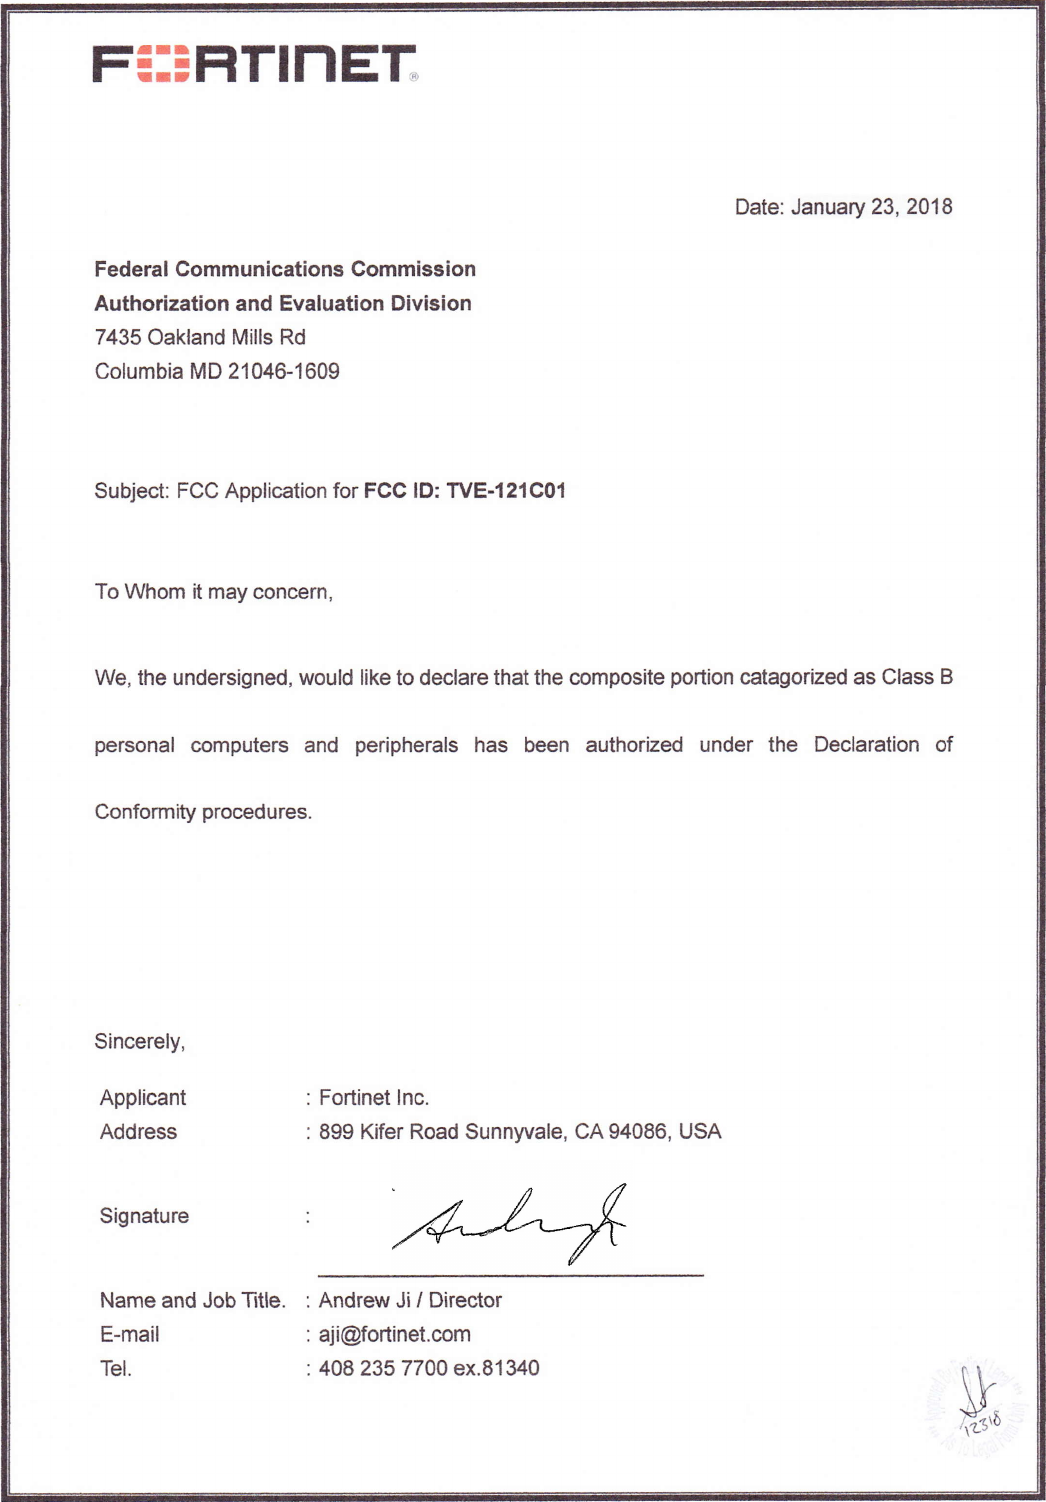 FORTINET®
Date: January 23, 2018
Federal Communications Commission
Authorization and Evaluation Division
7435 Oakland Mills Rd
Columbia MD 21046-1609
Subject: FCC Application for FCC ID: TVE-121C01
To Whom it may concern,
We, the undersigned, would like to declare that the composite portion catagorized as Class B
personal computers and peripherals has been authorized under the Declaration of
Conformity procedures.
Sincerely,
Applicant : Fortinet Inc.
Address : 899 Kifer Road Sunnyvale, CA 94086, USA
Signature :
Name and Job Title. : Andrew Ji / Director
E-mail : aji@fortinet.com
Tel. : 408 235 7700 ex.81340
12318